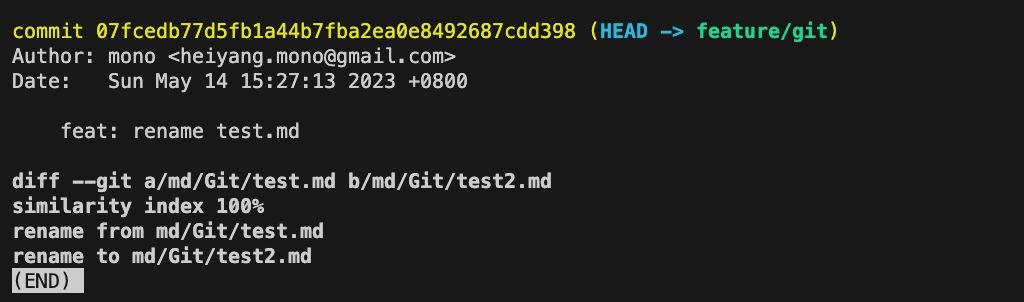 commit 07fcedb77d5fb1a44b7fba2ea0e8492687cdd398 (HEAD -> feature/git)
Author: mono <heiyang.mono@gmail.com>
Date:   Sun May 14 15:27:13 2023 +0800
    feat: rename test.md
diff --git a/md/Git/test.md b/md/Git/test2.md
similarity index 100%
rename from md/Git/test.md
rename to md/Git/test2.md
(END)